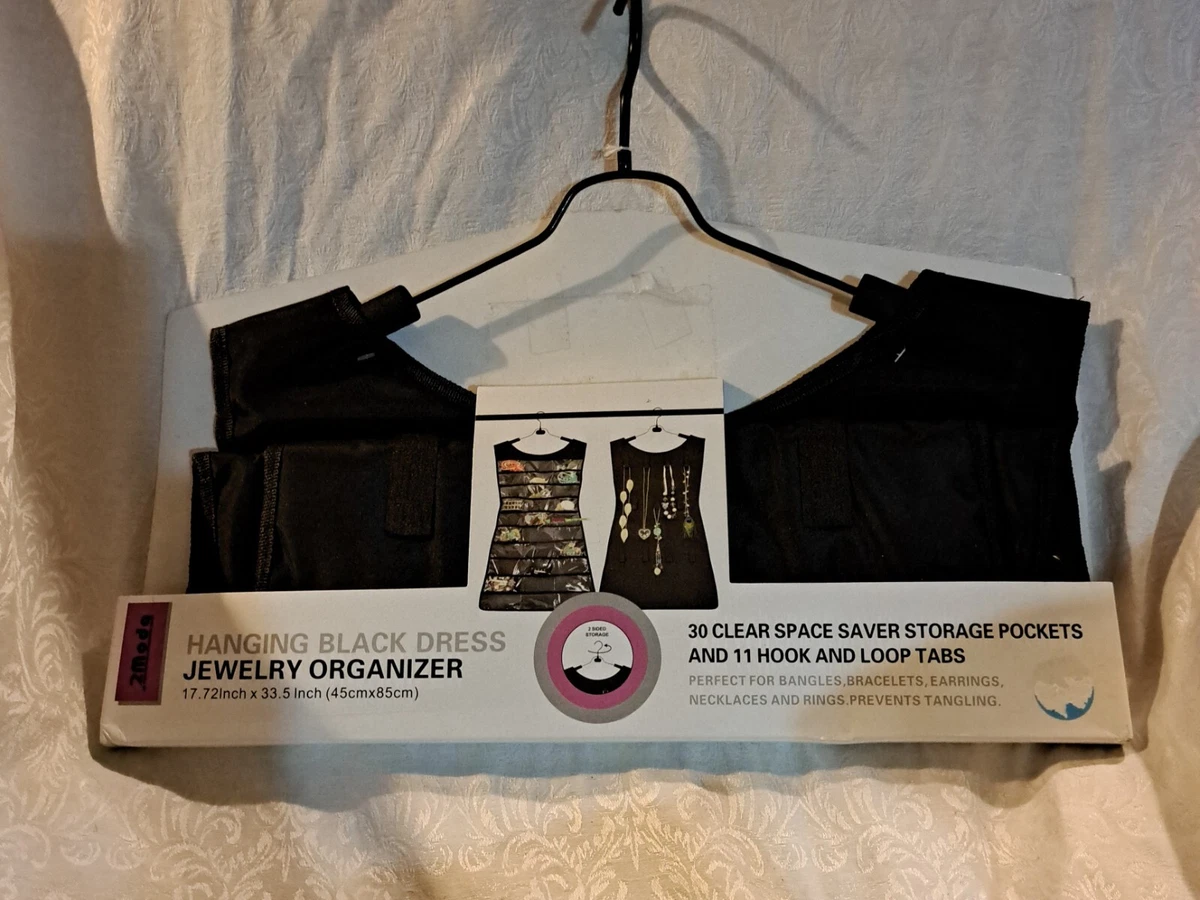 2Mode
HANGING BLACK DRESS
JEWELRY ORGANIZER
17.72Inch x 33.5 Inch (45cmx85cm)
2 SIDED
STORAGE
30 CLEAR SPACE SAVER STORAGE POCKETS
AND 11 HOOK AND LOOP TABS
PERFECT FOR BANGLES,BRACELETS, EARRINGS,
NECKLACES AND RINGS.PREVENTS TANGLING.